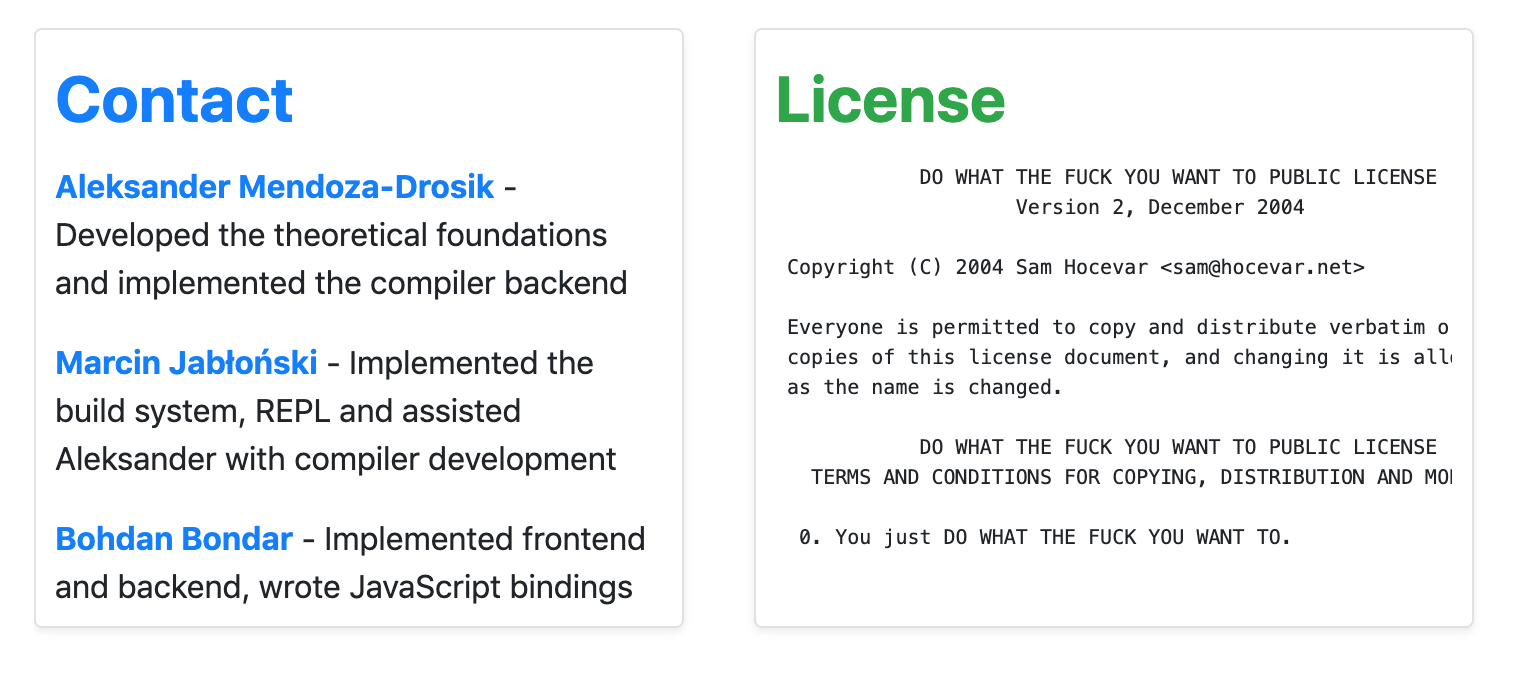 Contact
Aleksander Mendoza-Drosik -
Developed the theoretical foundations
and implemented the compiler backend
Marcin Jabłoński - Implemented the
build system, REPL and assisted
Aleksander with compiler development
Bohdan Bondar - Implemented frontend
and backend, wrote JavaScript bindings
License
DO WHAT THE FUCK YOU WANT TO PUBLIC LICENSE
Version 2, December 2004
Copyright (C) 2004 Sam Hocevar <sam@hocevar.net>
Everyone is permitted to copy and distribute verbatim
copies of this license document, and changing it is
as the name is changed.
DO WHAT THE FUCK YOU WANT TO PUBLIC LICENSE
TERMS AND CONDITIONS FOR COPYING, DISTRIBUTION AND
0. You just DO WHAT THE FUCK YOU WANT TO.